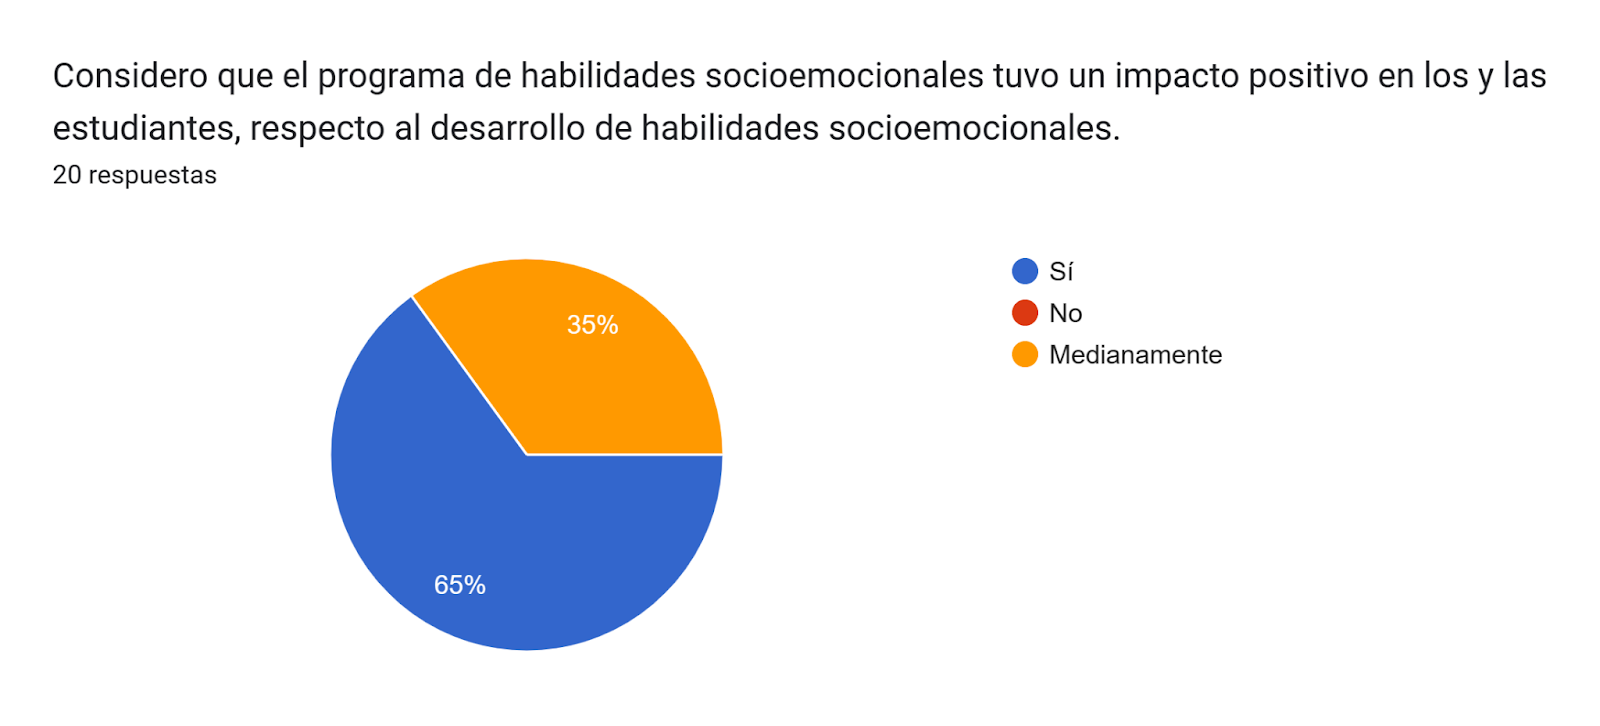 Considero que el programa de habilidades socioemocionales tuvo un impacto positivo en los y las
estudiantes, respecto al desarrollo de habilidades socioemocionales.
20 respuestas
Sí
No
Medianamente
35%
65%